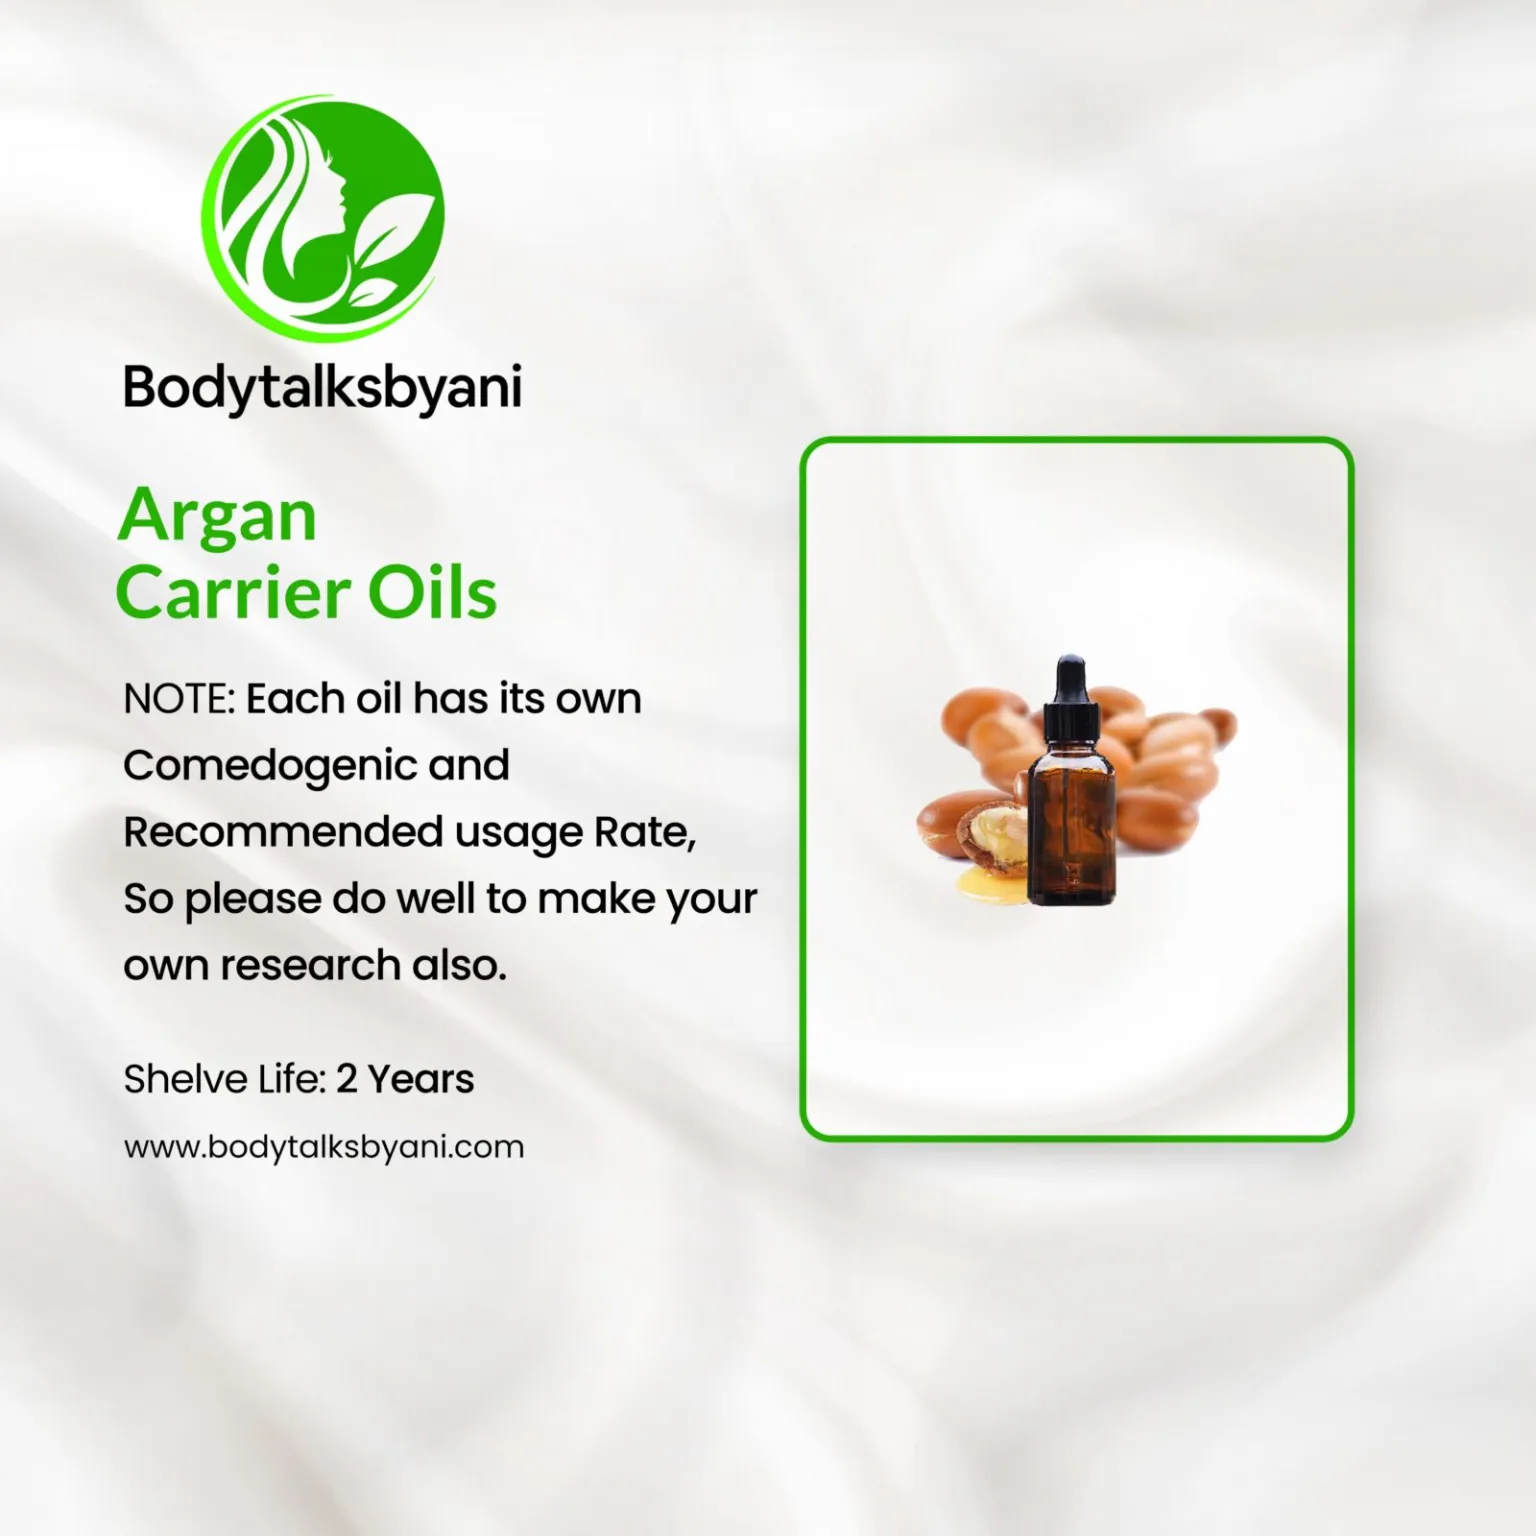 Bodytalksbyani
Argan
Carrier Oils
NOTE: Each oil has its own
Comedogenic and
Recommended usage Rate,
So please do well to make your
own research also.
Shelve Life: 2 Years
www.bodytalksbyani.com